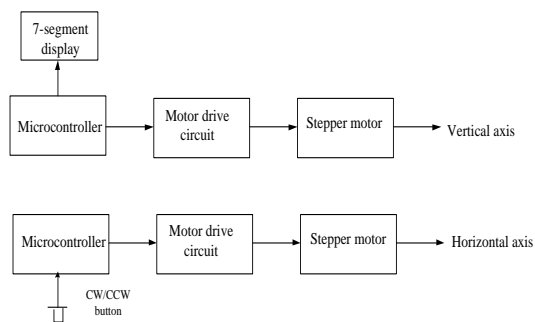 7-segment
display
Microcontroller
Motor drive
circuit
Stepper motor
Vertical axis
Microcontroller
Motor drive
circuit
Stepper motor
Horizontal axis
CW/CCW
button